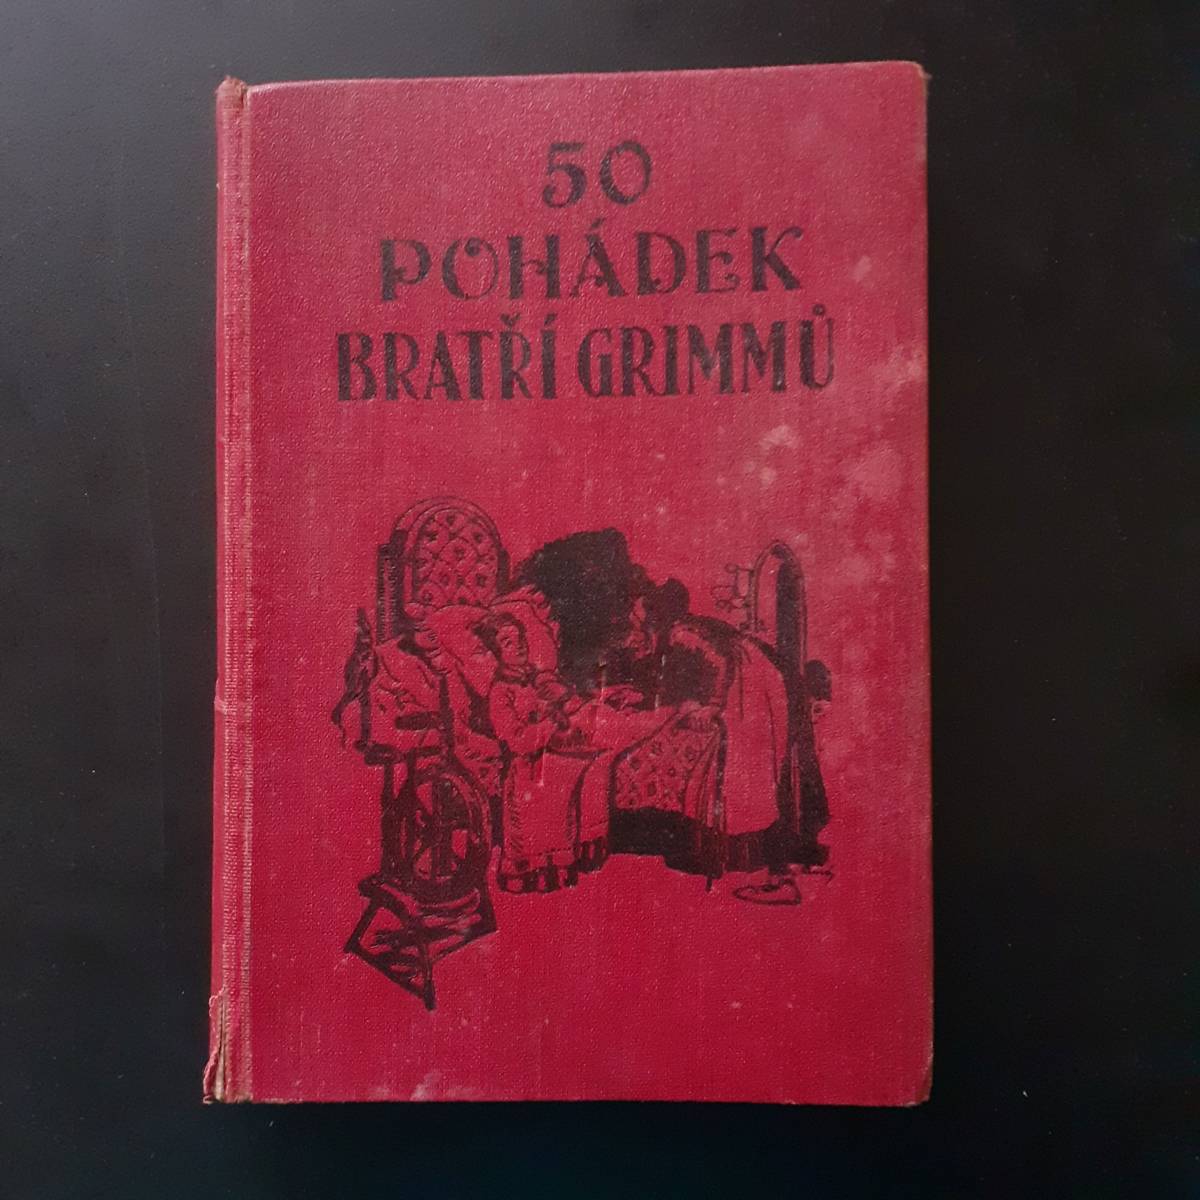 50
POHÁDEK
BRATŘÍ GRIMMŮ